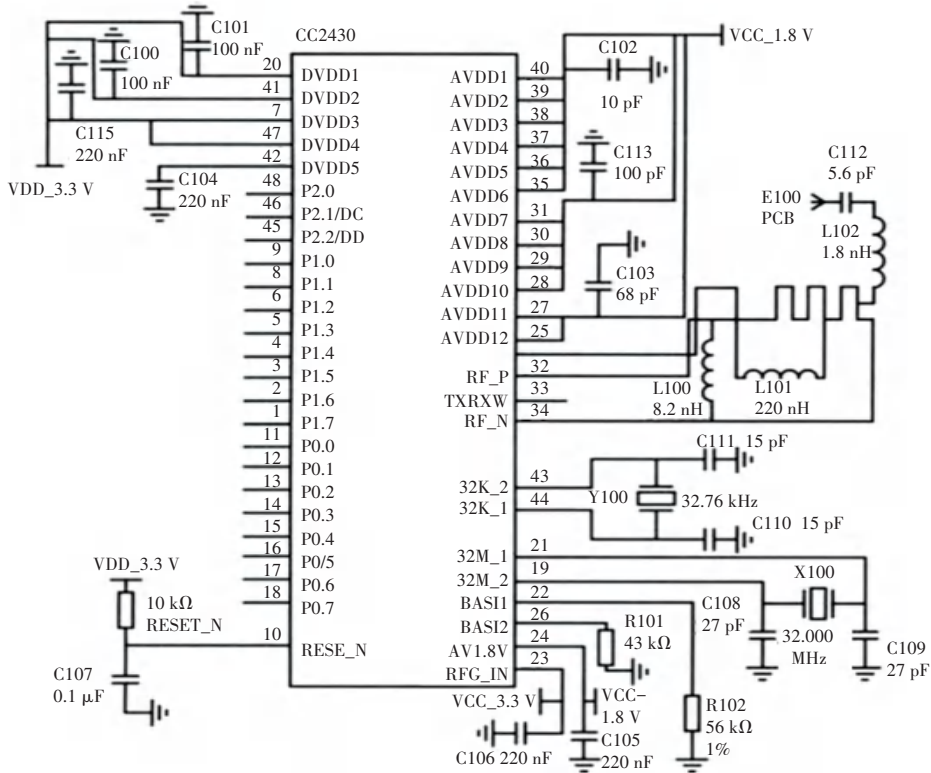 C101
100 nF
C100
100 nF
C115
220 nF
VDD_3.3 V
C104
220 nF
CC2430
20
DVDD1
41
DVDD2
7
DVDD3
47
DVDD4
42
DVDD5
48
P2.0
46
P2.1/DC
45
P2.2/DD
9
P1.0
8
P1.1
6
P1.2
5
P1.3
4
P1.4
3
P1.5
2
P1.6
1
P1.7
11
P0.0
12
P0.1
13
P0.2
14
P0.3
15
P0.4
16
P0/5
17
P0.6
18
P0.7
10
RESE_N
VDD_3.3 V
10 kΩ
RESET_N
C107
0.1 μF
AVDD1
40
AVDD2
39
AVDD3
38
AVDD4
37
AVDD5
36
AVDD6
35
AVDD7
31
AVDD8
30
AVDD9
29
AVDD10
28
AVDD11
27
AVDD12
25
RF_P
32
TXRXW
33
RF_N
34
32K_2
43
32K_1
44
32M_1
21
32M_2
19
BASI1
22
BASI2
26
AV1.8V
24
RFG_IN
23
VCC_1.8 V
C102
10 pF
C113
100 pF
C103
68 pF
C112
5.6 pF
E100
PCB
L102
1.8 nH
L100
8.2 nH
L101
220 nH
C111 15 pF
Y100
32.76 kHz
C110 15 pF
X100
C108
27 pF
32.000
MHz
C109
27 pF
R101
43 kΩ
VCC_3.3 V
VCC-
1.8 V
R102
56 kΩ
1%
C106 220 nF
C105
220 nF